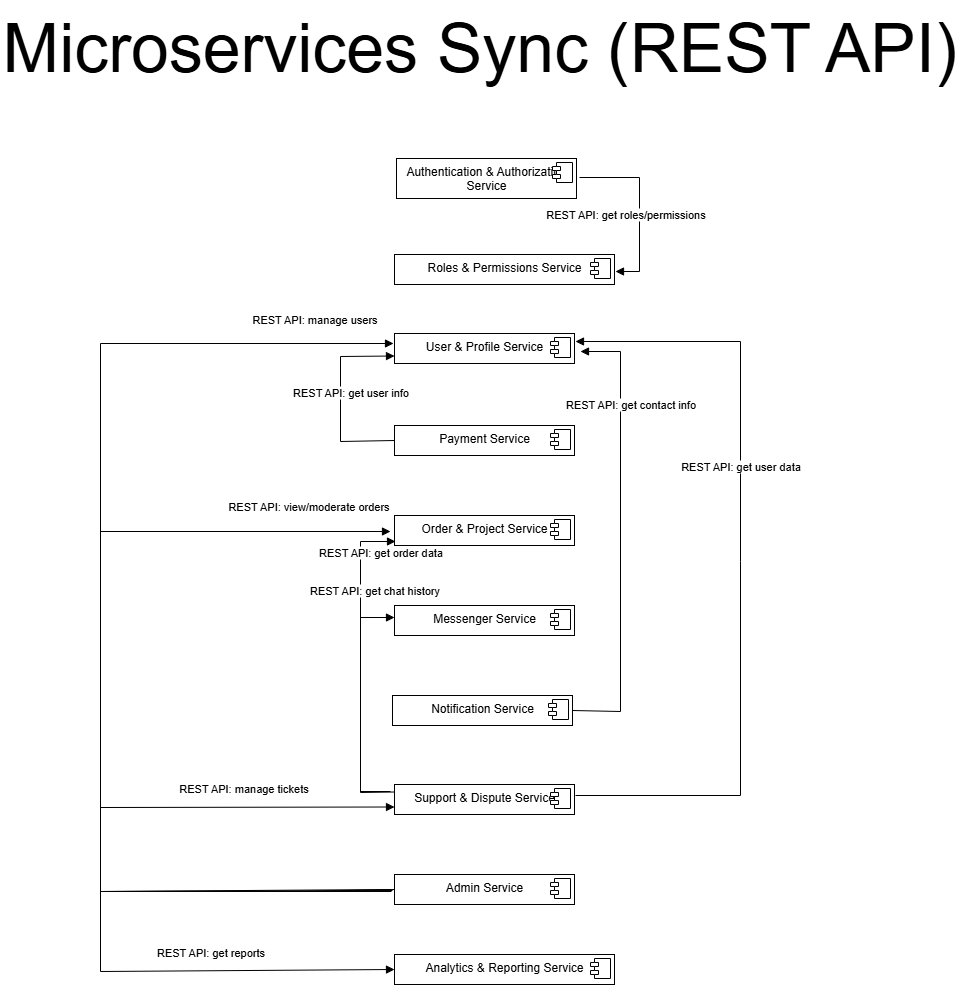 Microservices Sync (REST API)
Authentication & Authorizat
Service
REST API: get roles/permissions
Roles & Permissions Service
REST API: manage users
User & Profile Service
REST API: get user info
REST API: get contact info
Payment Service
REST API: get user data
REST API: view/moderate orders
Order & Project Service
REST API: get order data
REST API: get chat history
Messenger Service
Notification Service
REST API: manage tickets
Support & Dispute Service
Admin Service
REST API: get reports
Analytics & Reporting Service